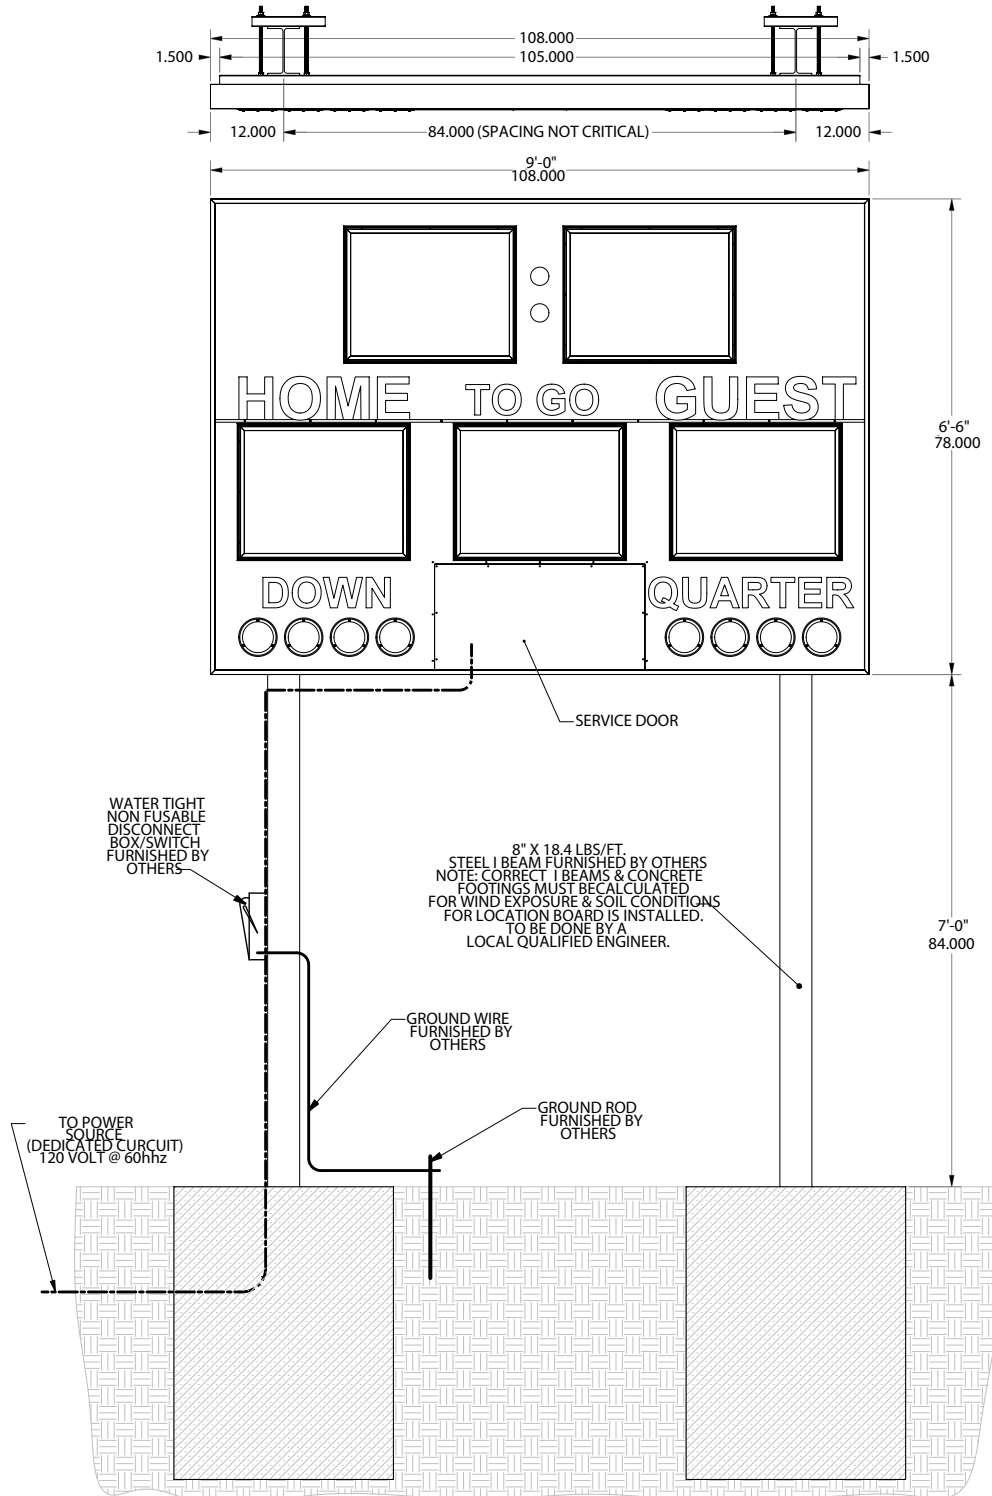 108.000
1.500
105.000
1.500
12.000
84.000 (SPACING NOT CRITICAL)
12.000
9'-0"
108.000
HOME
TO GO
GUEST
6'-6"
78.000
DOWN
QUARTER
SERVICE DOOR
WATER TIGHT
NON FUSABLE
DISCONNECT
BOX/SWITCH
FURNISHED BY
OTHERS
8" X 18.4 LBS/FT.
STEEL I BEAM FURNISHED BY OTHERS
NOTE: CORRECT I BEAMS & CONCRETE
FOOTINGS MUST BECALCULATED
FOR WIND EXPOSURE & SOIL CONDITIONS
FOR LOCATION BOARD IS INSTALLED.
TO BE DONE BY A
LOCAL QUALIFIED ENGINEER.
7'-0"
84.000
GROUND WIRE
FURNISHED BY
OTHERS
GROUND ROD
FURNISHED BY
OTHERS
TO POWER
SOURCE
(DEDICATED CURCUIT)
120 VOLT @ 60hhz